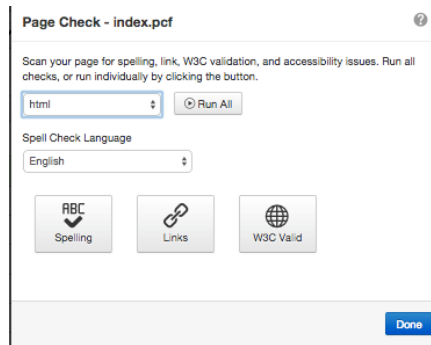 Page Check - index.pcf
?
Scan your page for spelling, link, W3C validation, and accessibility issues. Run all
checks, or run individually by clicking the button.
html
Run All
Spell Check Language
English
ABC
Spelling
Links
W3C Valid
Done